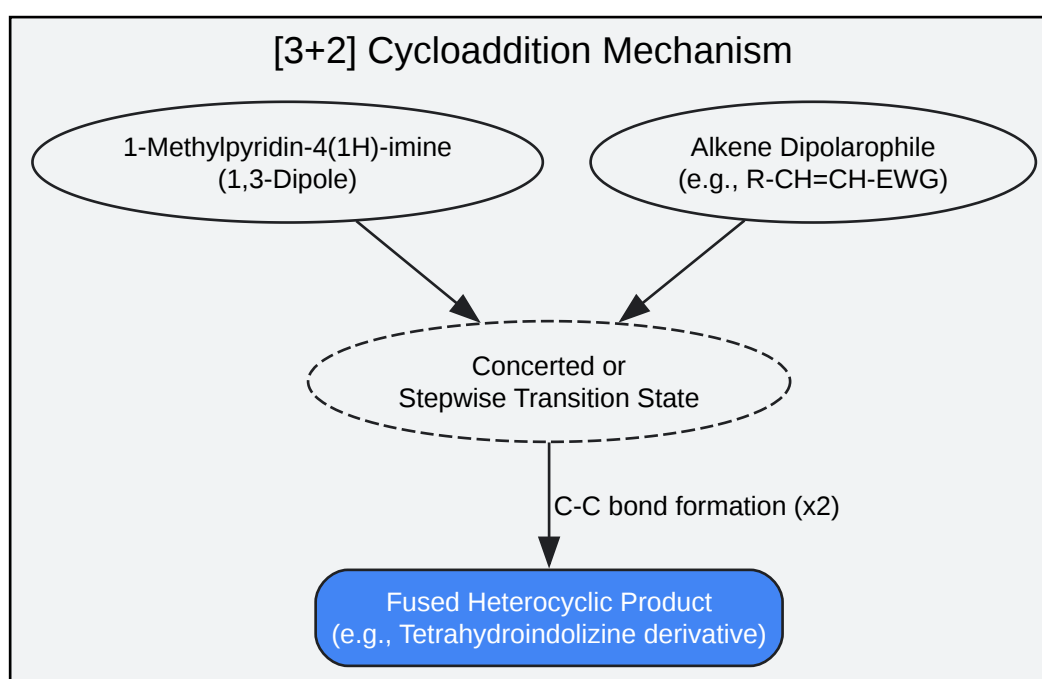 [3+2] Cycloaddition Mechanism
1-Methylpyridin-4(1H)-imine
(1,3-Dipole)
Alkene Dipolarophile
(e.g., R-CH=CH-EWG)
Concerted or
Stepwise Transition State
C-C bond formation (x2)
Fused Heterocyclic Product
(e.g., Tetrahydroindolizine derivative)